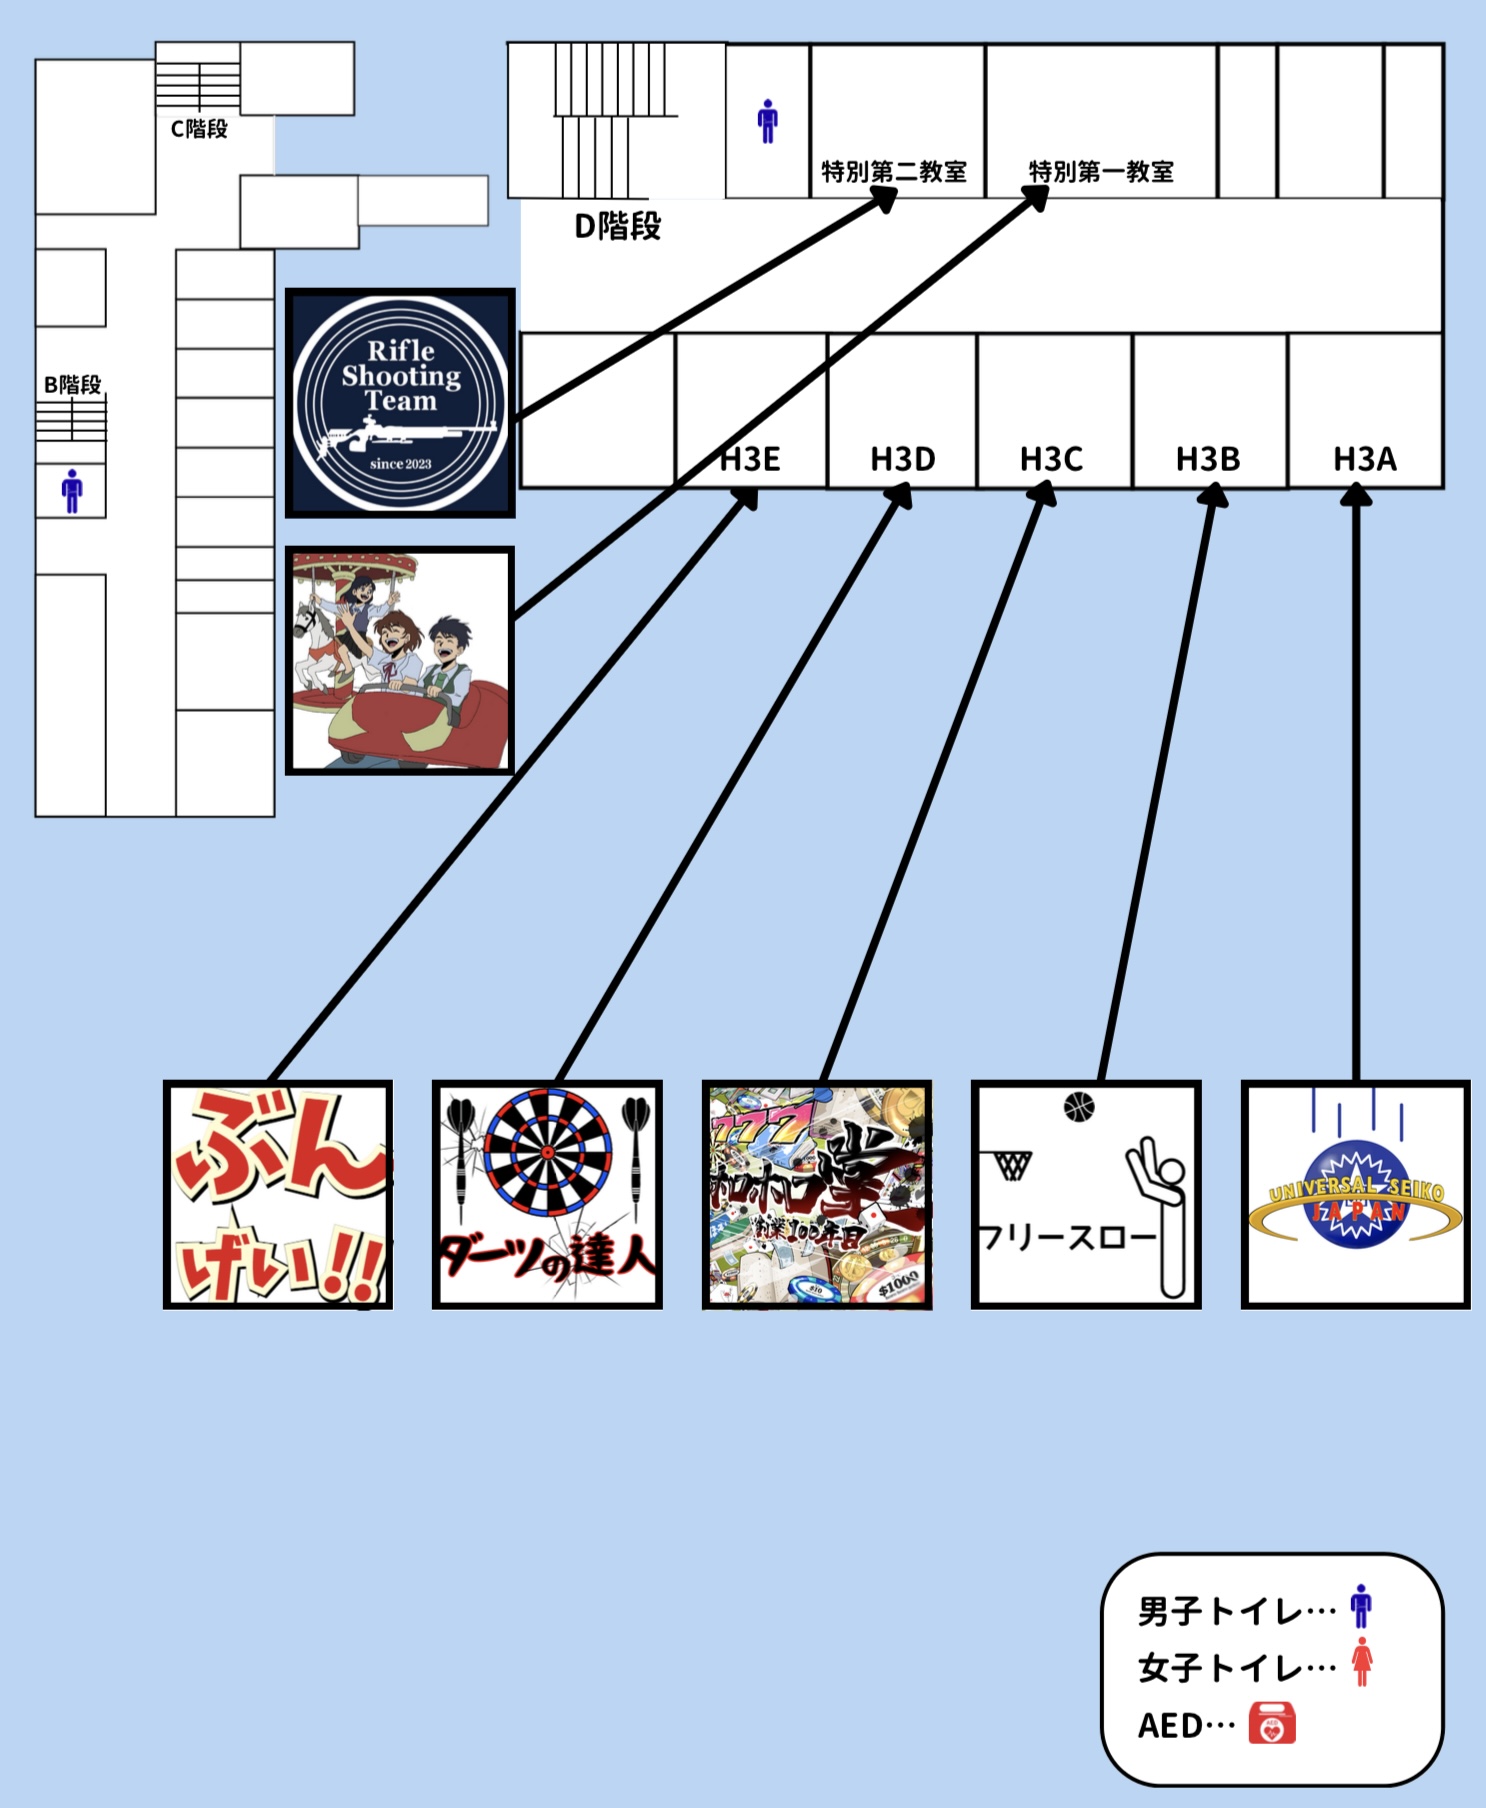 C階段
特別第二教室
特別第一教室
D階段
Rifle
Shooting
Team
since 2023
B階段
H3E
H3D
H3C
H3B
H3A
ぶん
げい!!
ダーツの達人
777
ホロホロ掌
創業100年目
$10
$1000
フリースロー
UNIVERSAL SEIKO
JAPAN
男子トイレ…
女子トイレ…
AED…
AED